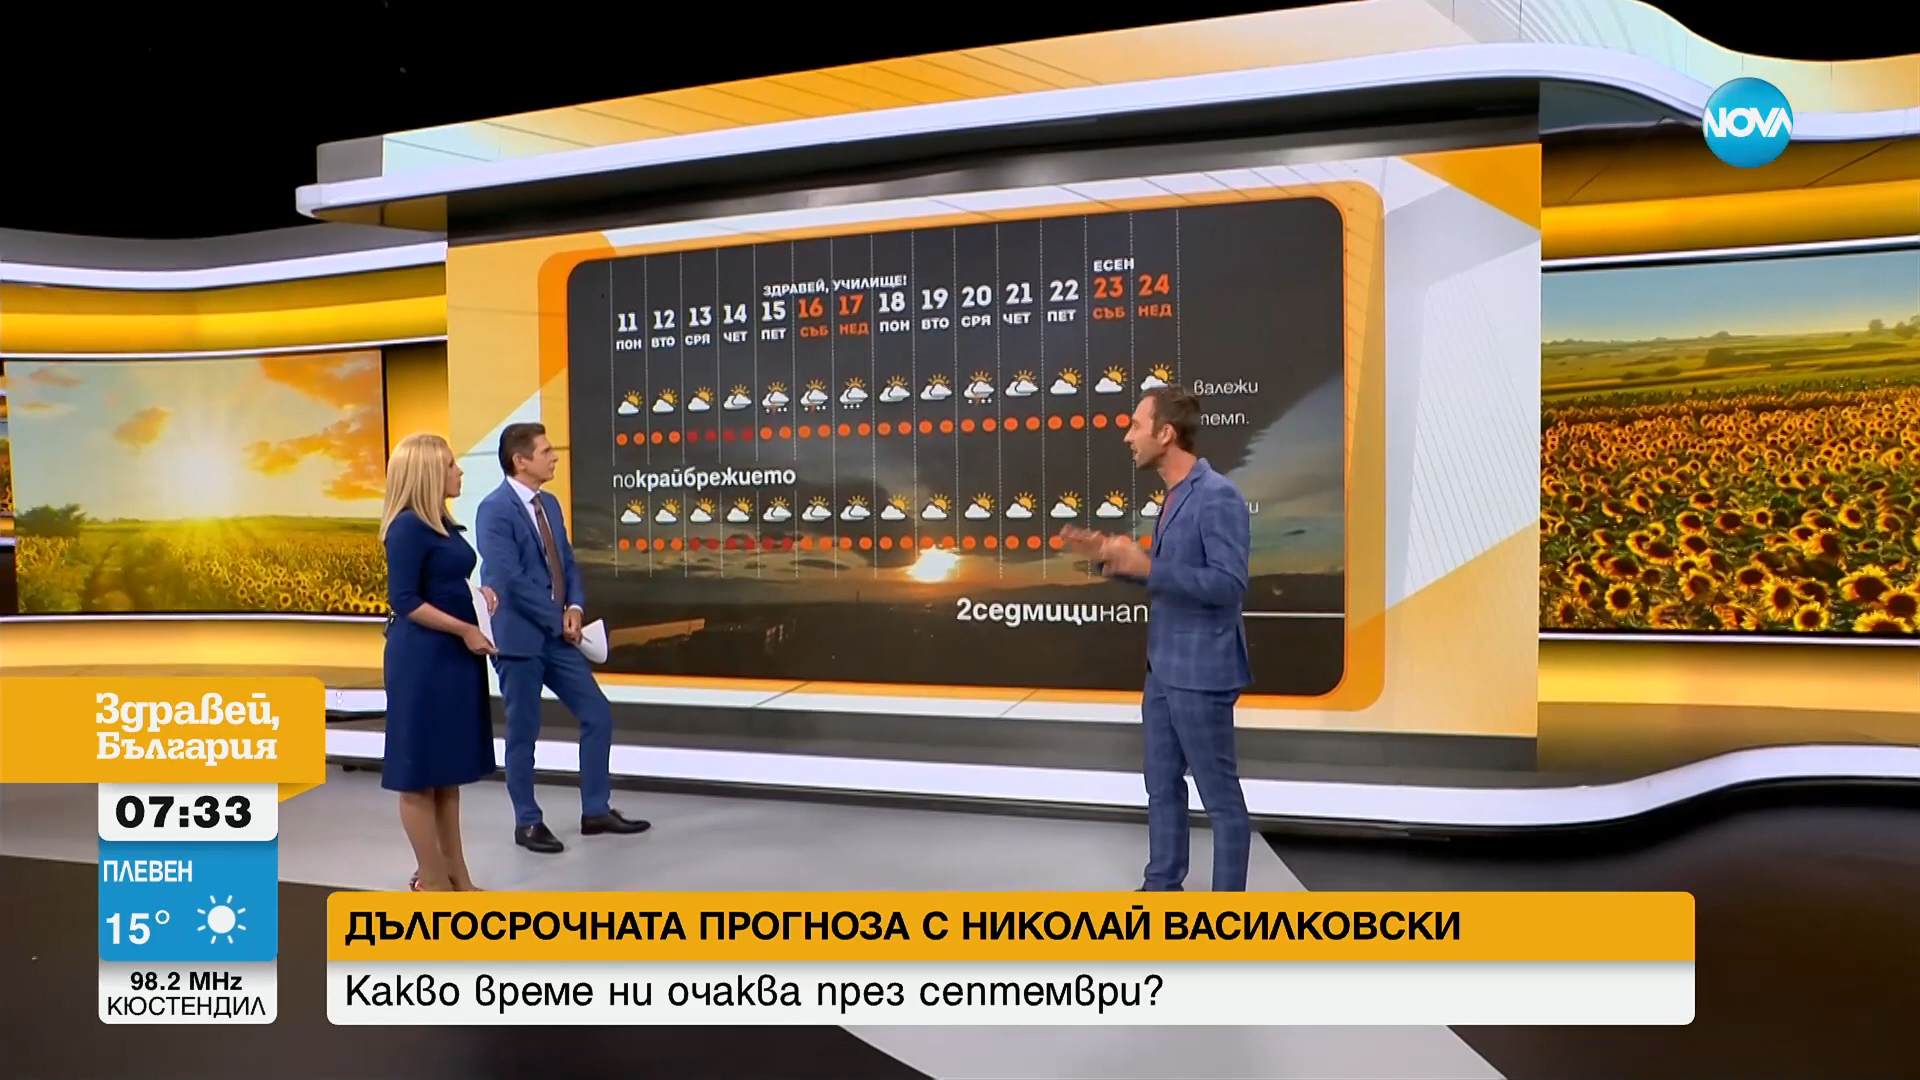 NOVA
ЗДРАВЕЙ, УЧИЛИЩЕ!
ЕСЕН
11 12 13 14 15 16 17 18 19 20 21 22 23 24
ПОН ВТО СРЯ ЧЕТ ПЕТ СЪБ НЕД ПОН ВТО СРЯ ЧЕТ ПЕТ СЪБ НЕД
валежи
темп.
покрайбрежието
2седмици
Здравей,
България
07:33
ПЛЕВЕН
15°
98.2 MHz
КЮСТЕНДИЛ
ДЪЛГОСРОЧНАТА ПРОГНОЗА С НИКОЛАЙ ВАСИЛКОВСКИ
Какво време ни очаква през септември?